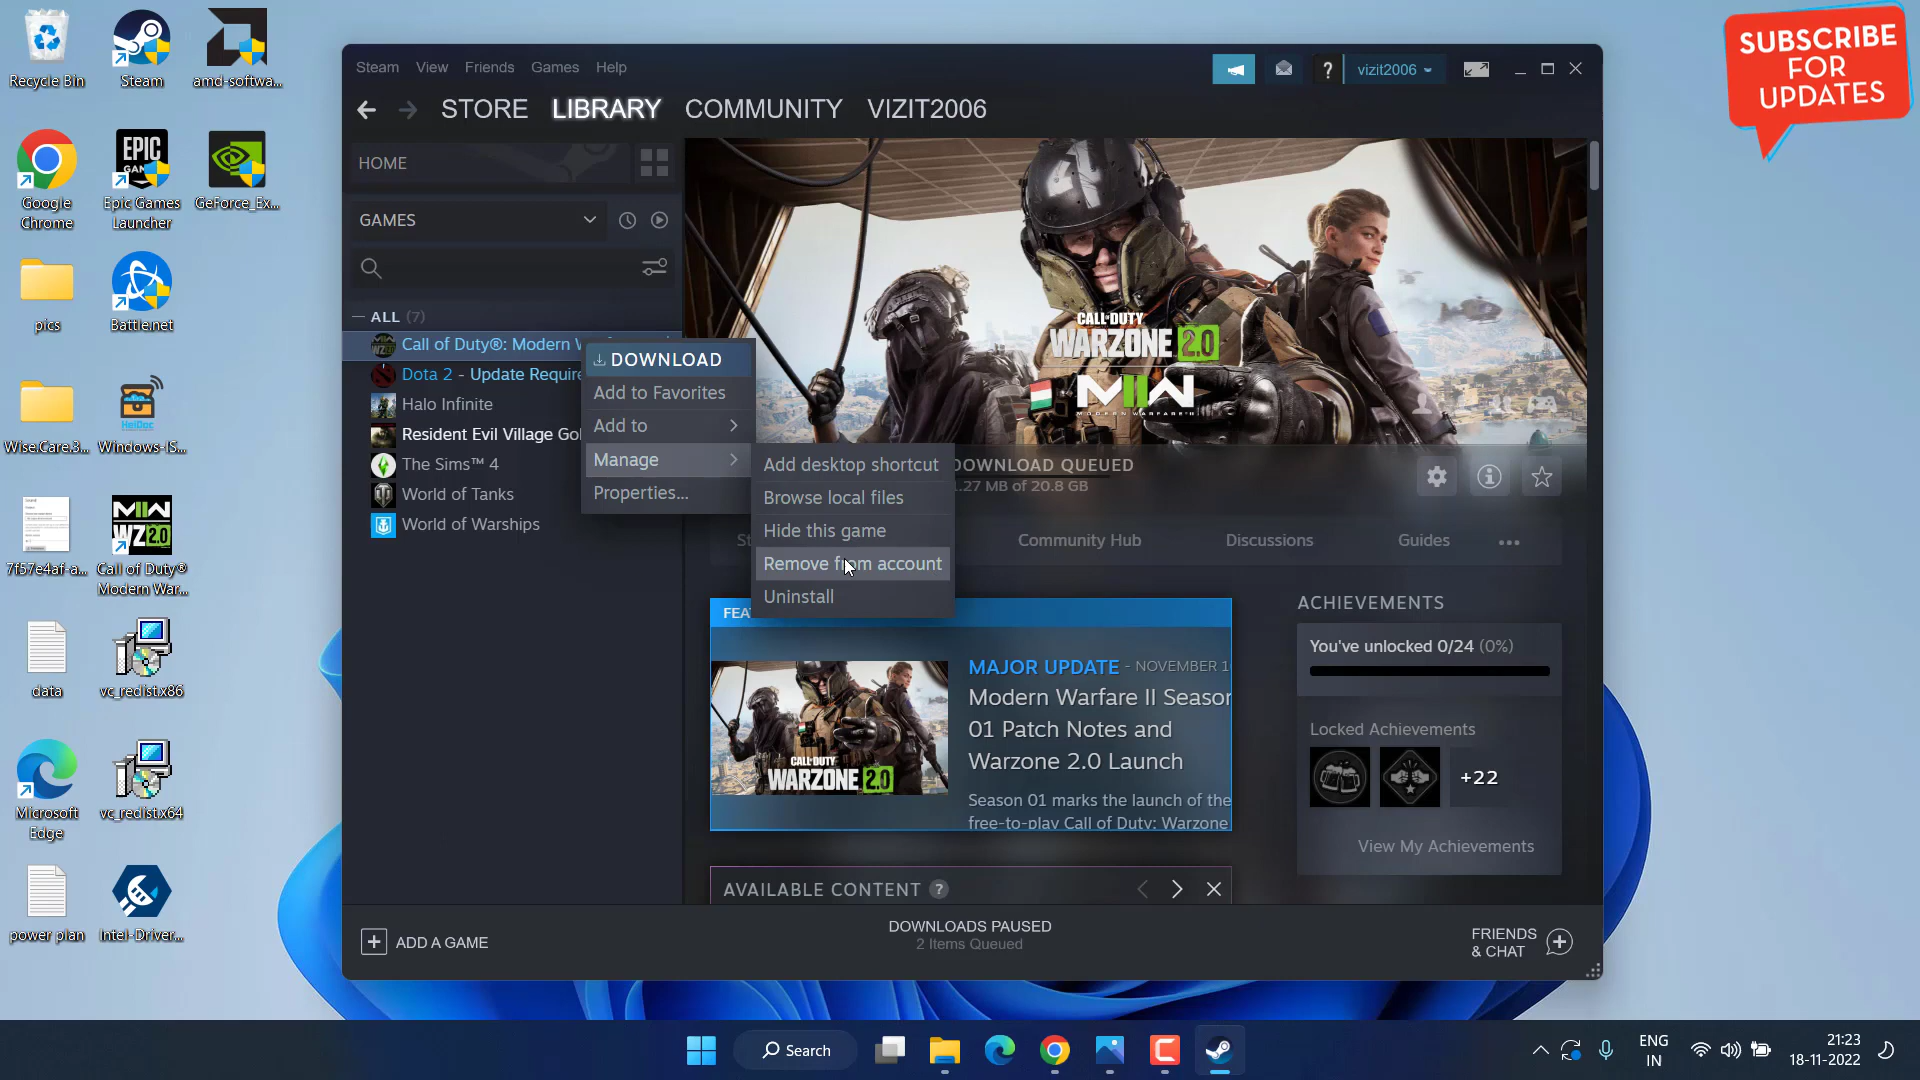 Recycle Bin
Steam
amd-softwa...
Google
Chrome
EPIC
GAMES
Epic Games
Launcher
GeForce_Ex...
pics
Battle.net
Wise.Care.3...
HeiDoc
Windows-IS...
7f57e4af-a...
MW
WZ 2.0
Call of Duty®
Modern War...
data
vc_redist.x86
Microsoft
Edge
vc_redist.x64
power plan
Intel-Driver...
Steam View Friends Games Help
vizit2006
STORE LIBRARY COMMUNITY VIZIT2006
HOME
GAMES
ALL (7)
Call of Duty®: Modern W
Dota 2 - Update Require
Halo Infinite
Resident Evil Village Gol
The Sims™ 4
World of Tanks
World of Warships
DOWNLOAD
Add to Favorites
Add to
Manage
Properties...
Add desktop shortcut
Browse local files
Hide this game
Remove from account
Uninstall
CALL OF DUTY
WARZONE 2.0
MWII
MODERN WARFARE II
DOWNLOAD QUEUED
1.27 MB of 20.8 GB
St
Community Hub
Discussions
Guides
FEA
MAJOR UPDATE - NOVEMBER 1
Modern Warfare II Season
01 Patch Notes and
Warzone 2.0 Launch
Season 01 marks the launch of the
free-to-play Call of Duty: Warzone
CALL OF DUTY
WARZONE 2.0
AVAILABLE CONTENT ?
ACHIEVEMENTS
You've unlocked 0/24 (0%)
Locked Achievements
+22
View My Achievements
ADD A GAME
DOWNLOADS PAUSED
2 Items Queued
FRIENDS
& CHAT
SUBSCRIBE
FOR
UPDATES
Search
ENG
IN
21:23
18-11-2022